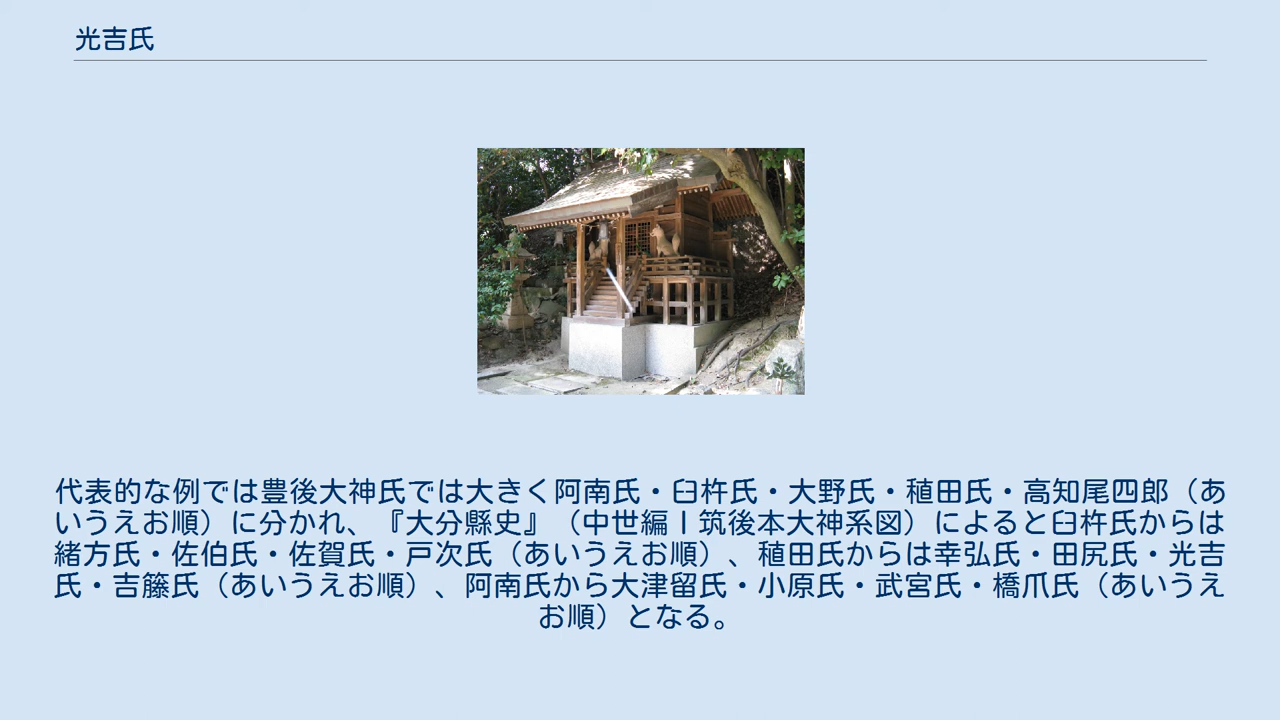 光吉氏
代表的な例では豊後大神氏では大きく阿南氏・臼杵氏・大野氏・稙田氏・高知尾四郎（あ
いうえお順）に分かれ、『大分縣史』（中世編Ⅰ筑後本大神系図）によると臼杵氏からは
緒方氏・佐伯氏・佐賀氏・戸次氏（あいうえお順）、稙田氏からは幸弘氏・田尻氏・光吉
氏・吉籐氏（あいうえお順）、阿南氏から大津留氏・小原氏・武宮氏・橋爪氏（あいうえ
お順）となる。